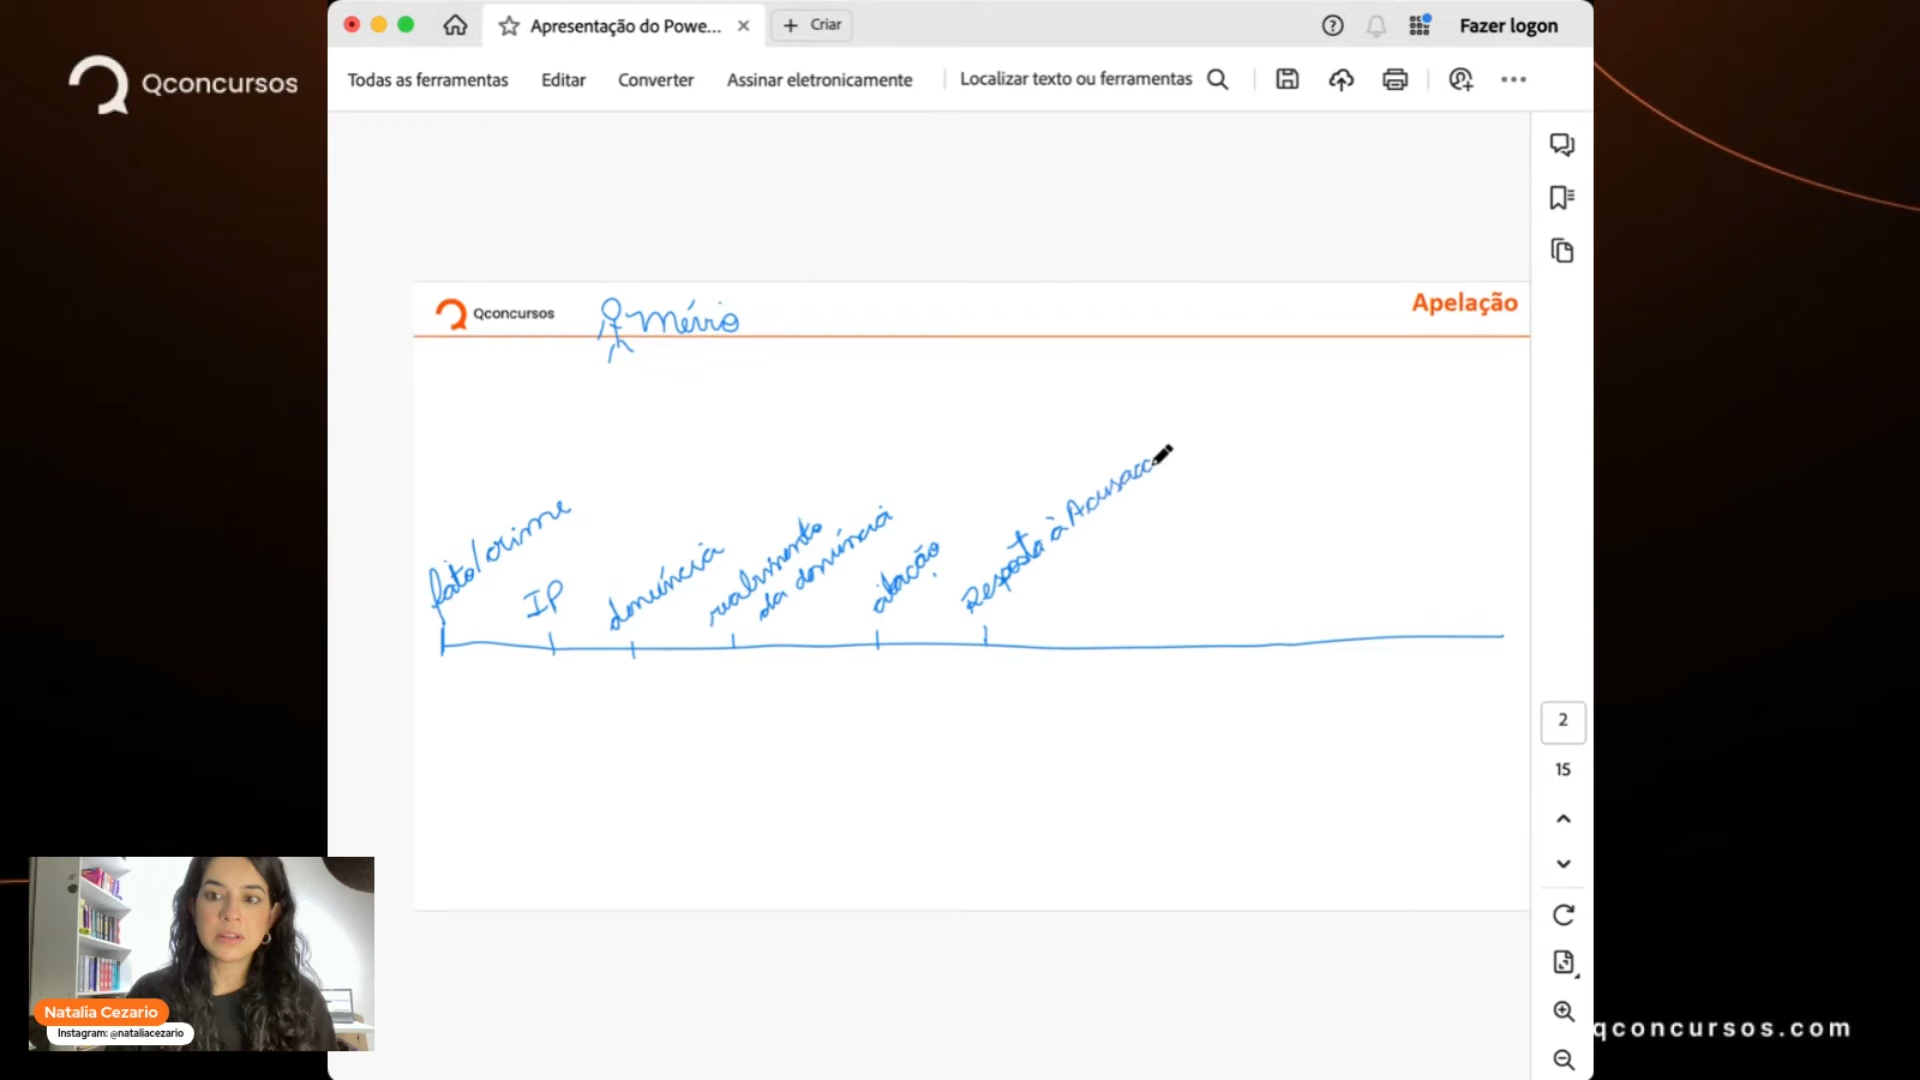 Qconcursos
Apresentação do Powe...
Criar
Fazer logon
Todas as ferramentas
Editar
Converter
Assinar eletronicamente
Localizar texto ou ferramentas
Qconcursos
Mévio
Apelação
fato/crime
IP
denúncia
recebimento
da denúncia
citação
Resposta à Acusaçã
2
15
Natalia Cezario
Instagram: @nataliacezario
qconcursos.com